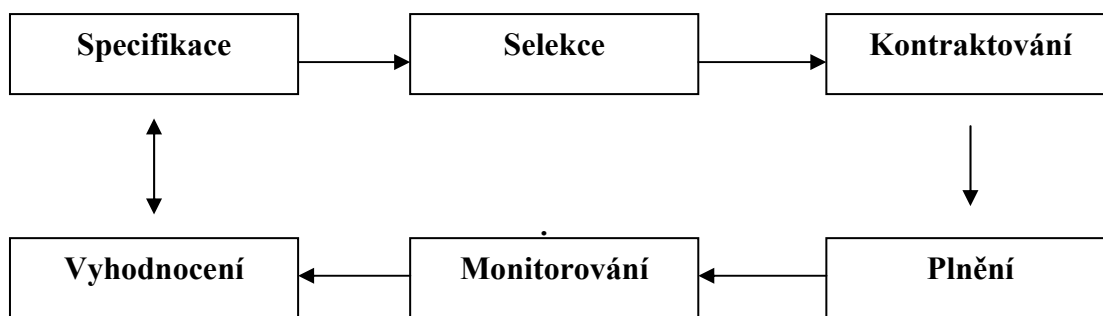 Specifikace
Selekce
Kontraktování
Vyhodnocení
Monitorování
Plnění